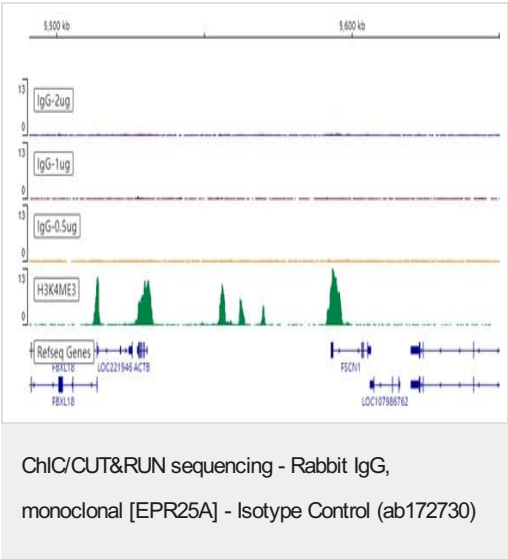 5,500 kb 5,600 kb
13
IgG-2ug
0
13
IgG-1ug
0
13
IgG-0.5ug
0
13
H3K4ME3
0
Refseq Genes
FBXL18 LOC221946 ACTB FSCN1
FBXL18 LOC107986762
ChIC/CUT&RUN sequencing - Rabbit IgG,
monoclonal [EPR25A] - Isotype Control (ab172730)